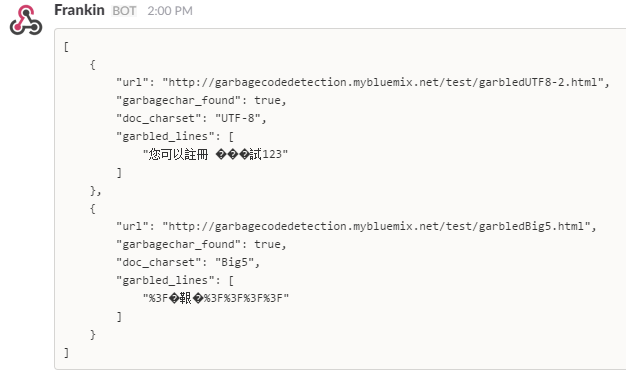 Frankin BOT 2:00 PM
[
    {
        "url": "http://garbagecodedetection.mybluemix.net/test/garbledUTF8-2.html",
        "garbagechar_found": true,
        "doc_charset": "UTF-8",
        "garbled_lines": [
            "您可以註冊 ���試123"
        ]
    },
    {
        "url": "http://garbagecodedetection.mybluemix.net/test/garbledBig5.html",
        "garbagechar_found": true,
        "doc_charset": "Big5",
        "garbled_lines": [
            "%3F�靸�%3F%3F%3F%3F"
        ]
    }
]